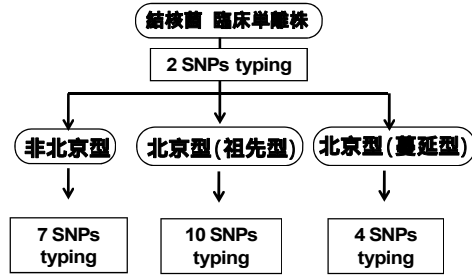 結核菌 臨床単離株
2 SNPs typing
非北京型
北京型(祖先型)
北京型(蔓延型)
7 SNPs
typing
10 SNPs
typing
4 SNPs
typing